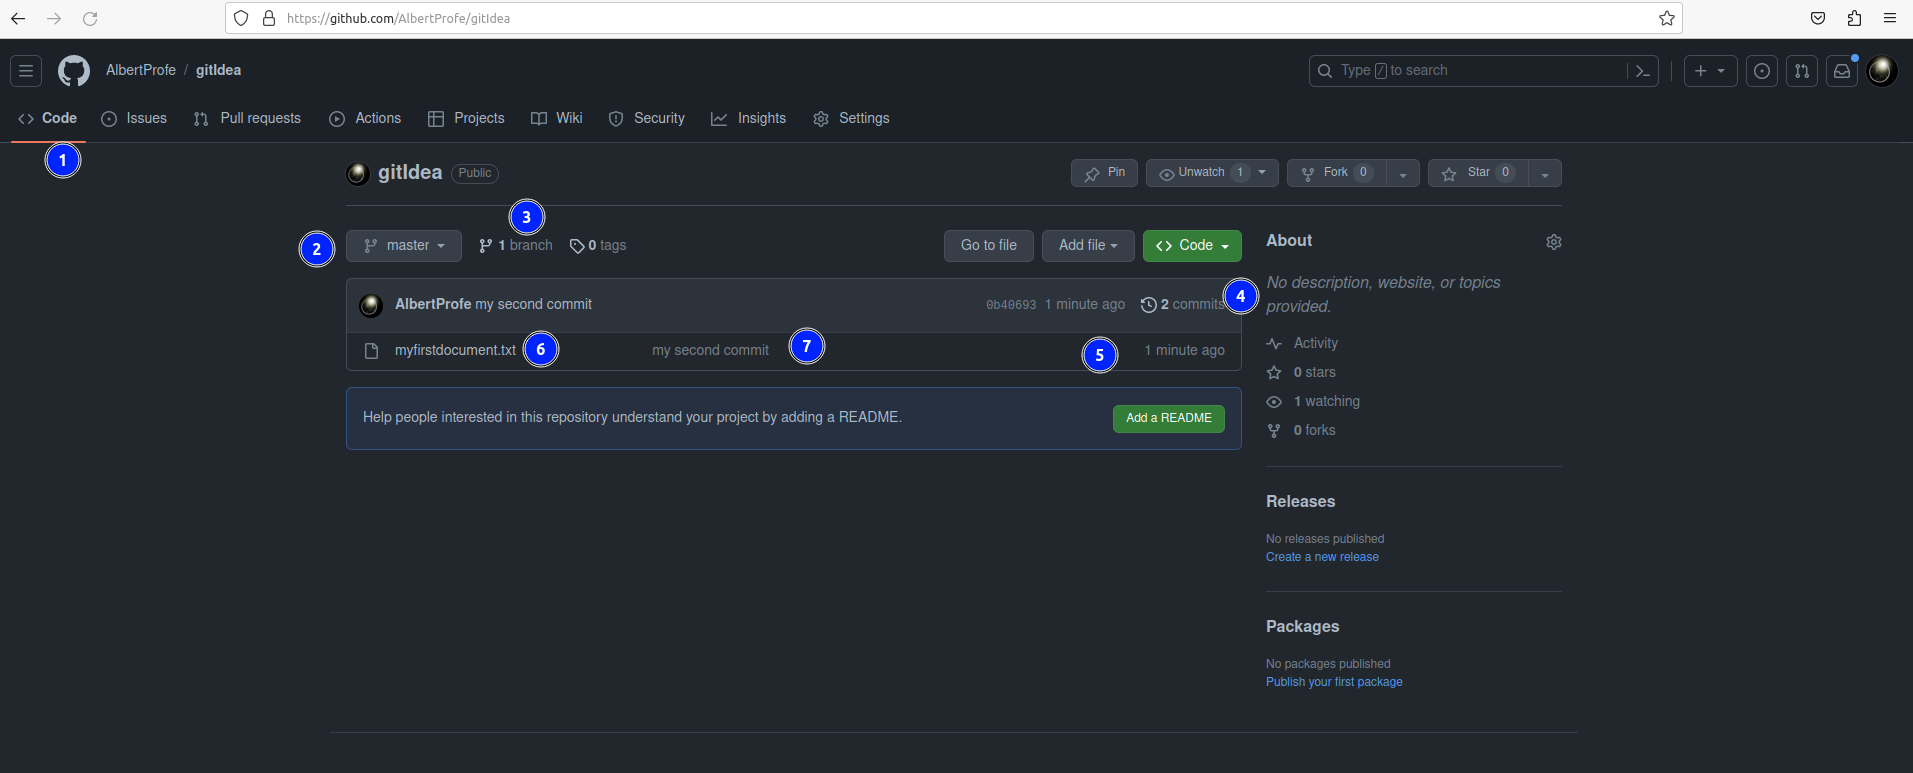 https://github.com/AlbertProfe/gitIdea
AlbertProfe / gitIdea
Type / to search
Code Issues Pull requests Actions Projects Wiki Security Insights Settings
1
gitIdea Public
Pin Unwatch 1 Fork 0 Star 0
3
2 master 1 branch 0 tags
Go to file Add file Code
About
No description, website, or topics
provided.
AlbertProfe my second commit 0b40693 1 minute ago 2 commits 4
myfirstdocument.txt 6 my second commit 7 5 1 minute ago
Activity
0 stars
1 watching
0 forks
Help people interested in this repository understand your project by adding a README. Add a README
Releases
No releases published
Create a new release
Packages
No packages published
Publish your first package